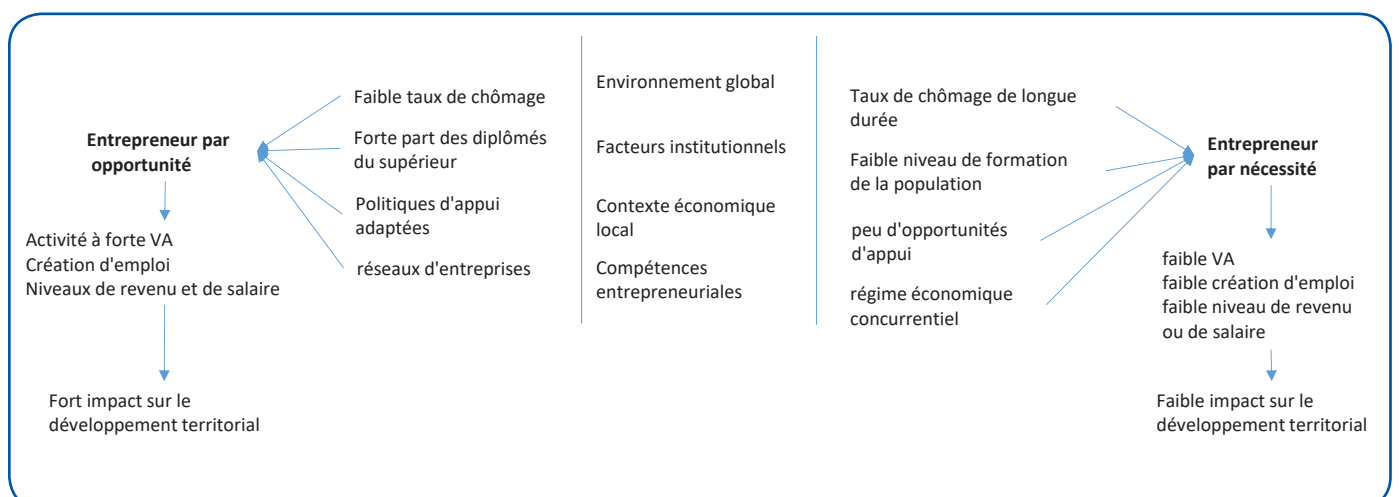 Entrepreneur par
opportunité
Activité à forte VA
Création d'emploi
Niveaux de revenu et de salaire
Fort impact sur le
développement territorial
Faible taux de chômage
Forte part des diplômés
du supérieur
Politiques d'appui
adaptées
réseaux d'entreprises
Environnement global
Facteurs institutionnels
Contexte économique
local
Compétences
entrepreneuriales
Taux de chômage de longue
durée
Faible niveau de formation
de la population
peu d'opportunités
d'appui
régime économique
concurrentiel
Entrepreneur
par nécessité
faible VA
faible création d'emploi
faible niveau de revenu
ou de salaire
Faible impact sur le
développement territorial